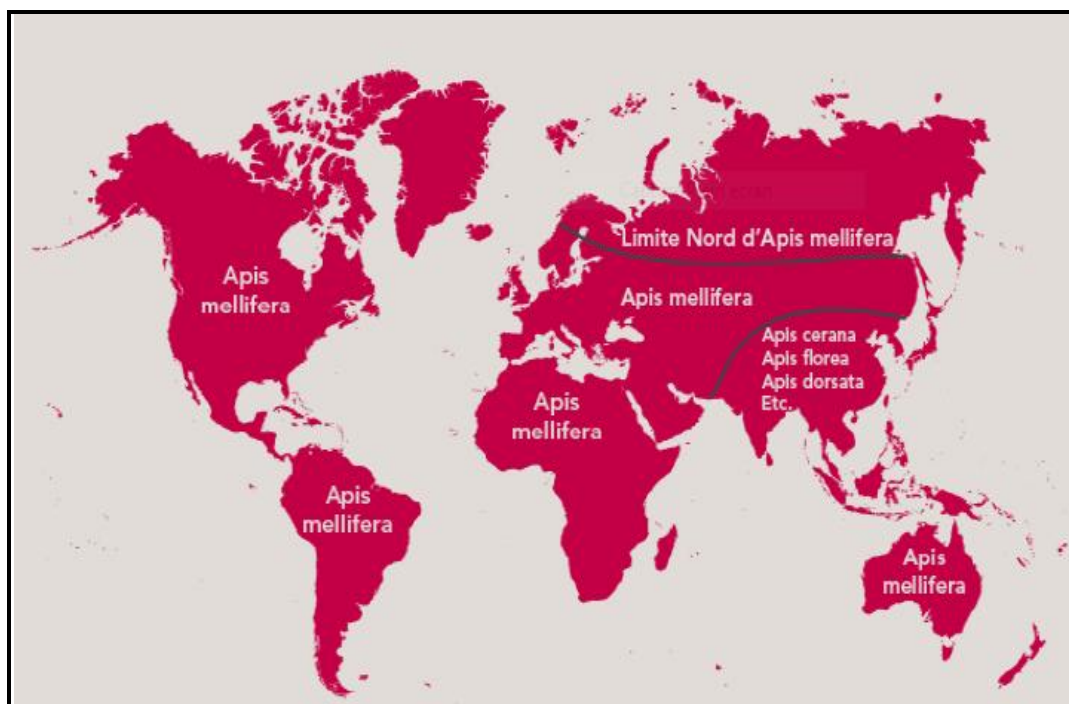 Limite Nord d'Apis mellifera
Apis
mellifera
Apis mellifera
Apis cerana
Apis florea
Apis dorsata
Etc.
Apis
mellifera
Apis
mellifera
Apis
mellifera